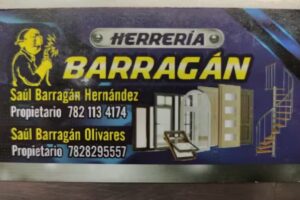 HERRERÍA
BARRAGÁN
Saúl Barragán Hernández
Propietario 782 113 4174
Saúl Barragán Olivares
Propietario 7828295557